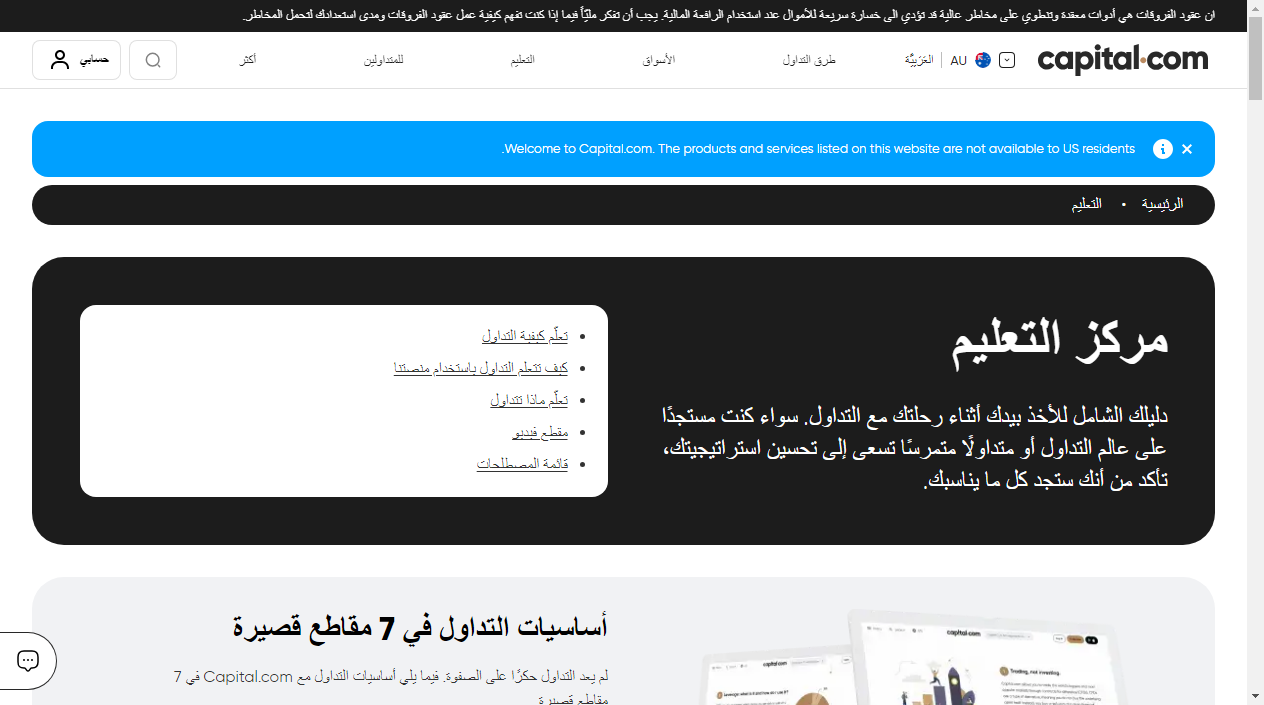 ان عقود الفروقات هي أدوات معقدة وتنطوي على مخاطر عالية قد تؤدي الى خسارة سريعة للأموال عند استخدام الرافعة المالية. يجب أن تفكر مليّاً فيما إذا كنت تفهم كيفية عمل عقود الفروقات ومدى استعدادك لتحمل المخاطر.
capital.com
AU العَرَبِيَّة
طرق التداول
الأسواق
التعليم
للمتداولين
أكثر
حسابي
Welcome to Capital.com. The products and services listed on this website are not available to US residents.
الرئيسية • التعليم
مركز التعليم
دليلك الشامل للأخذ بيدك أثناء رحلتك مع التداول. سواء كنت مستجدًا
على عالم التداول أو متداولًا متمرسًا تسعى إلى تحسين استراتيجيتك،
تأكد من أنك ستجد كل ما يناسبك.
تعلّم كيفية التداول
كيف تتعلم التداول باستخدام منصتنا
تعلّم ماذا تتداول
مقطع فيديو
قائمة المصطلحات
أساسيات التداول في 7 مقاطع قصيرة
لم يعد التداول حكرًا على الصفوة. فيما يلي أساسيات التداول مع Capital.com في 7
مقاطع قصيرة
capital.com
Trading, not investing.
capital.com